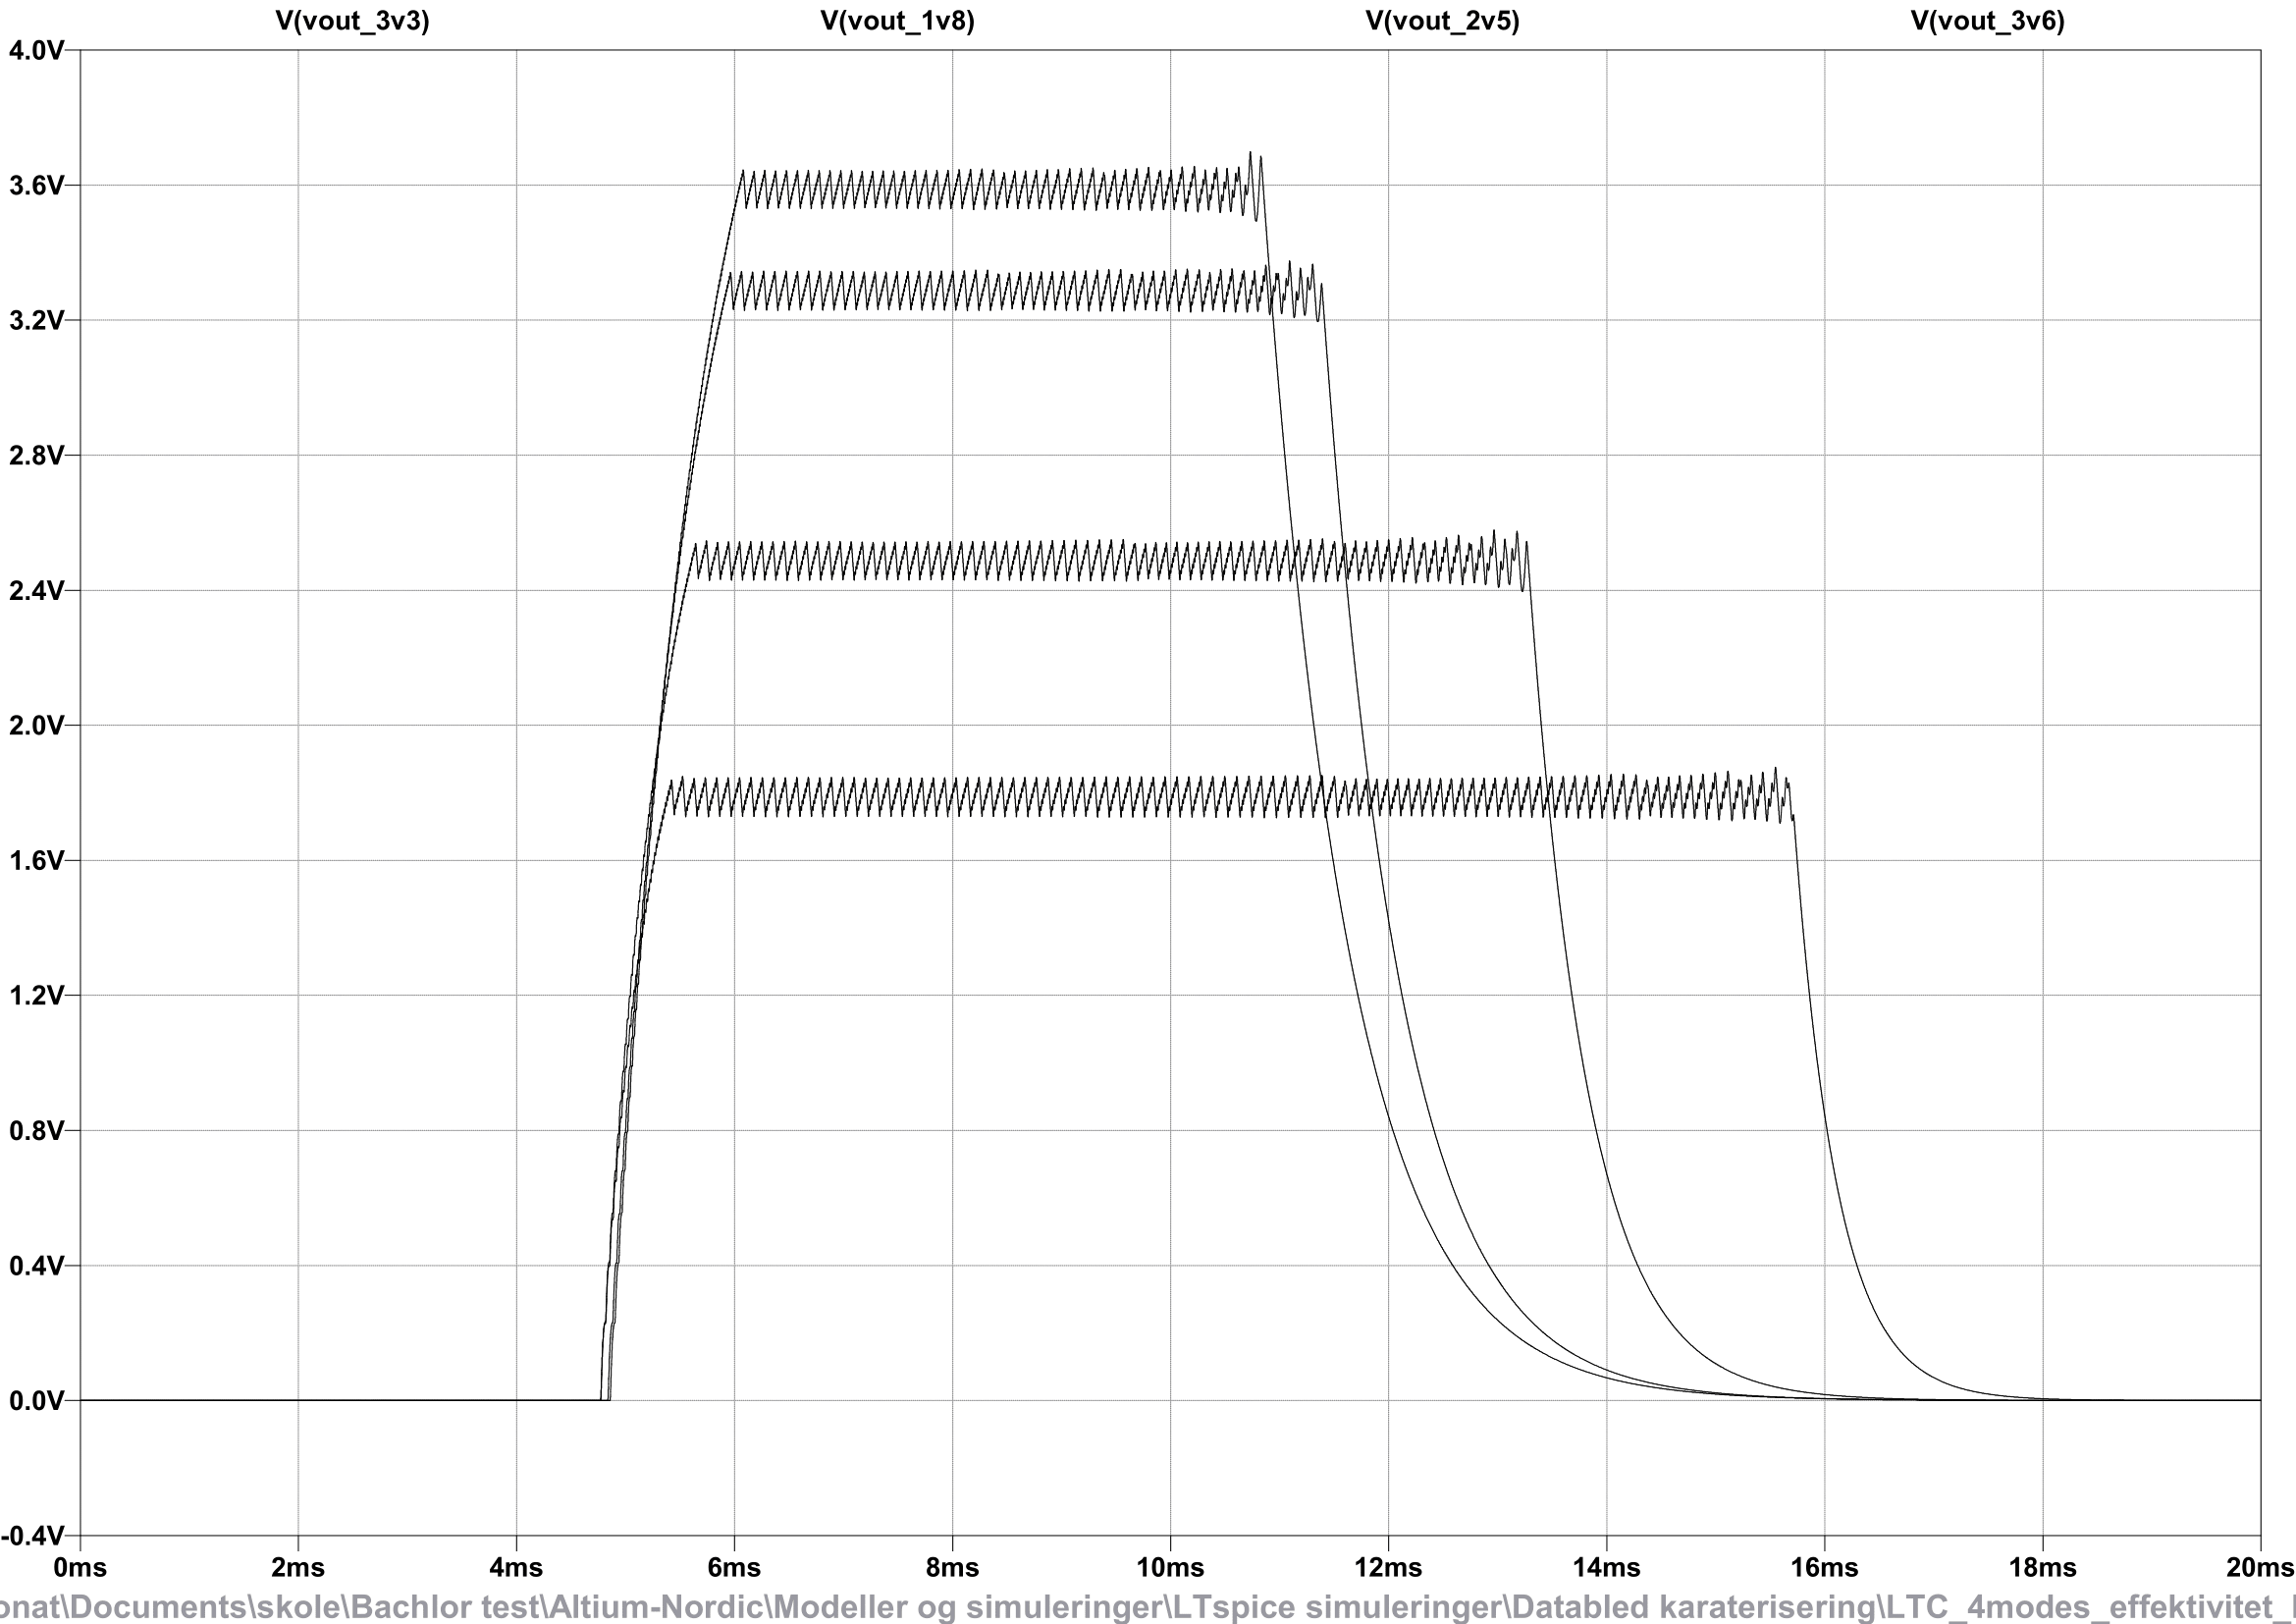 V(vout_3v3) V(vout_1v8) V(vout_2v5) V(vout_3v6)
4.0V
3.6V
3.2V
2.8V
2.4V
2.0V
1.6V
1.2V
0.8V
0.4V
0.0V
-0.4V
0ms 2ms 4ms 6ms 8ms 10ms 12ms 14ms 16ms 18ms 20ms
onat\Documents\skole\Bachlor test\Altium-Nordic\Modeller og simuleringer\LTspice simuleringer\Databled karaterisering\LTC_4modes_effektivitet_